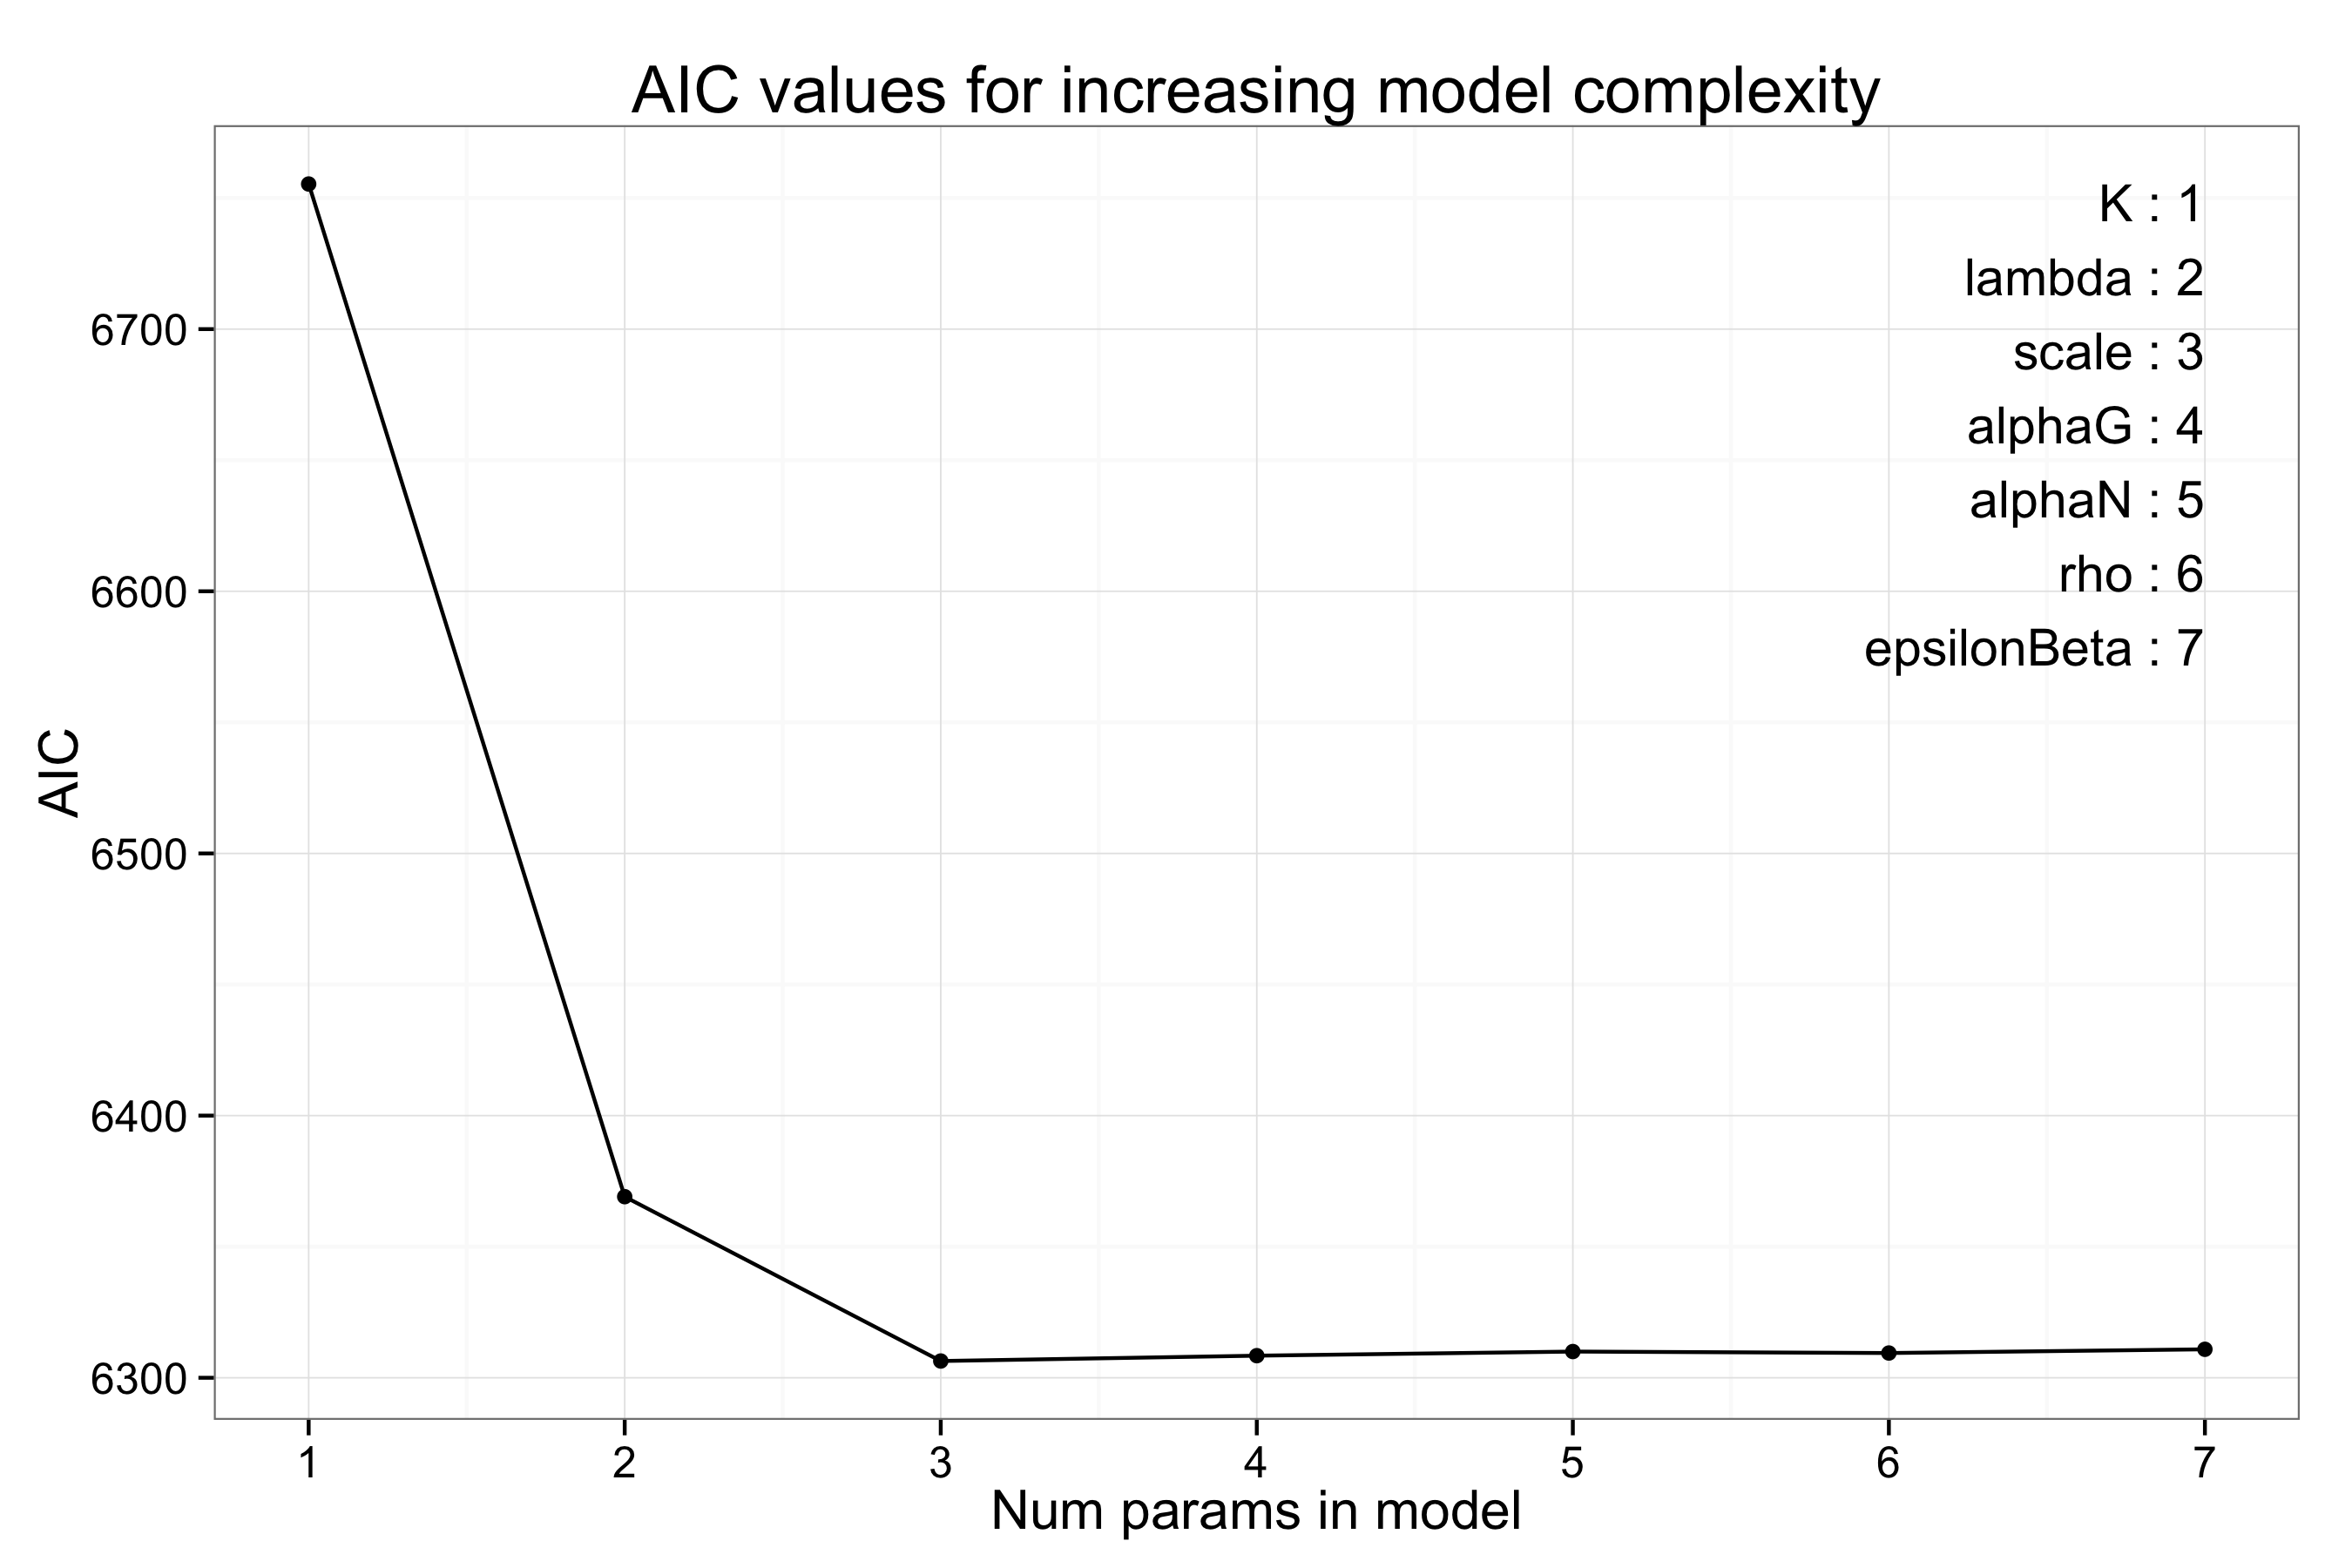 AIC values for increasing model complexity
K : 1
lambda : 2
scale : 3
alphaG : 4
alphaN : 5
rho : 6
epsilonBeta : 7
AIC
6700
6600
6500
6400
6300
1 2 3 4 5 6 7
Num params in model